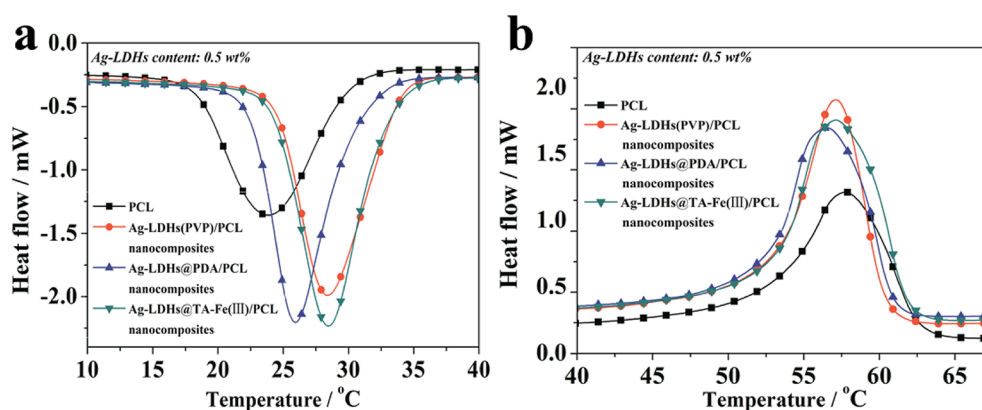 a
Ag-LDHs content: 0.5 wt%
0.0
-0.5
-1.0
-1.5
-2.0
Heat flow / mW
PCL
Ag-LDHs(PVP)/PCL
nanocomposites
Ag-LDHs@PDA/PCL
nanocomposites
Ag-LDHs@TA-Fe(III)/PCL
nanocomposites
10 15 20 25 30 35 40
Temperature / °C
b
Ag-LDHs content: 0.5 wt%
2.0
1.5
1.0
0.5
0.0
Heat flow / mW
PCL
Ag-LDHs(PVP)/PCL
nanocomposites
Ag-LDHs@PDA/PCL
nanocomposites
Ag-LDHs@TA-Fe(III)/PCL
nanocomposites
40 45 50 55 60 65
Temperature / °C